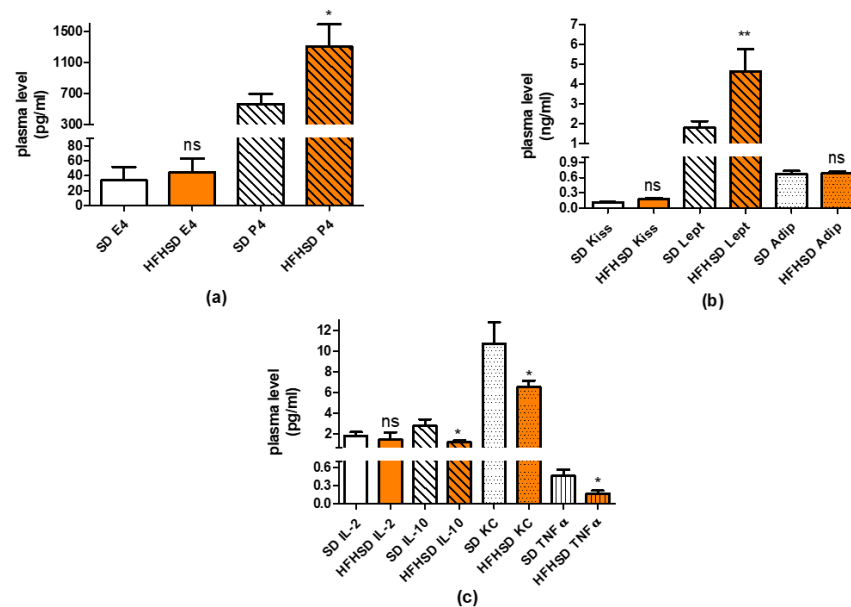 plasma level
(pg/ml)
1500
1100
700
300
80
60
40
20
0
ns
*
SD E4
HFHSD E4
SD P4
HFHSD P4
(a)
plasma level
(ng/ml)
7
6
5
4
3
2
1
0.9
0.6
0.3
0.0
ns
**
ns
SD Kiss
HFHSD Kiss
SD Lept
HFHSD Lept
SD Adip
HFHSD Adip
(b)
plasma level
(pg/ml)
12
10
8
6
4
2
0.6
0.3
0.0
ns
*
*
*
SD IL-2
HFHSD IL-2
SD IL-10
HFHSD IL-10
SD KC
HFHSD KC
SD TNFα
HFHSD TNFα
(c)